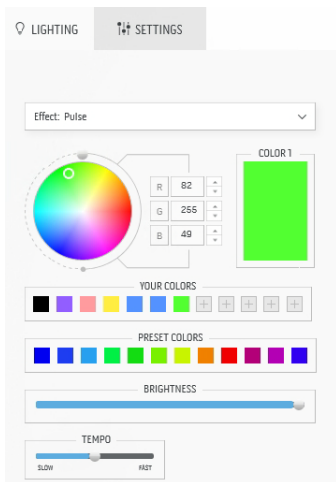 LIGHTING
SETTINGS
Effect: Pulse
COLOR 1
R 82
G 255
B 49
YOUR COLORS
PRESET COLORS
BRIGHTNESS
TEMPO
SLOW FAST